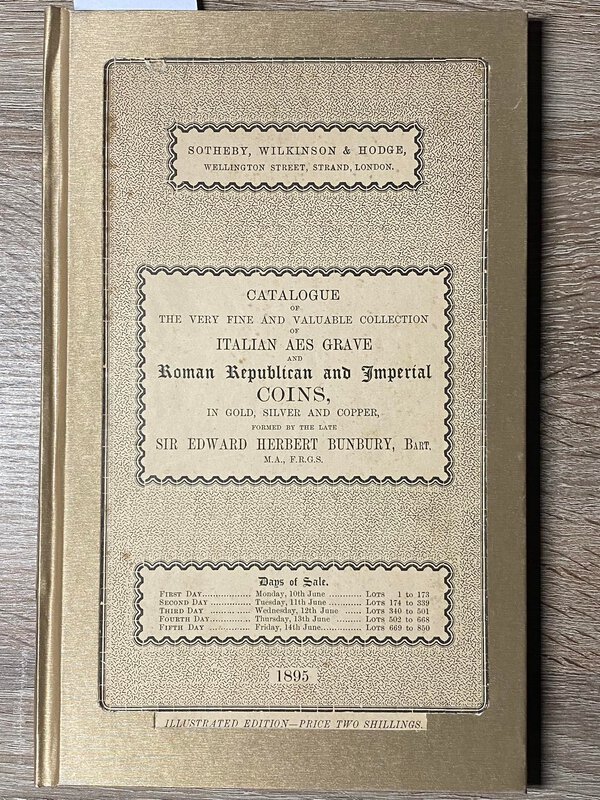 SOTHEBY, WILKINSON & HODGE,
WELLINGTON STREET, STRAND, LONDON.
CATALOGUE
OF
THE VERY FINE AND VALUABLE COLLECTION
OF
ITALIAN AES GRAVE
AND
Roman Republican and Imperial
COINS,
IN GOLD, SILVER AND COPPER,
FORMED BY THE LATE
SIR EDWARD HERBERT BUNBURY, BART.
M.A., F.R.G.S.
Days of Sale.
FIRST DAY................ Monday, 10th June ............ LOTS 1 to 173
SECOND DAY ............... Tuesday, 11th June ............ LOTS 174 to 339
THIRD DAY ............... Wednesday, 12th June ........ LOTS 340 to 501
FOURTH DAY............. Thursday, 13th June .......... LOTS 502 to 668
FIFTH DAY ............... Friday, 14th June............... LOTS 669 to 850
1895
ILLUSTRATED EDITION—PRICE TWO SHILLINGS.